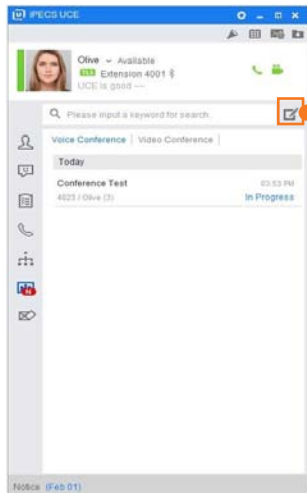 iPECS UCE
Olive Available
TLS Extension 4001
UCE is good ~~
Please input a keyword for search.
Voice Conference | Video Conference |
Today
Conference Test 03:53 PM
4023 / Olive (3) In Progress
Notice (Feb 01)